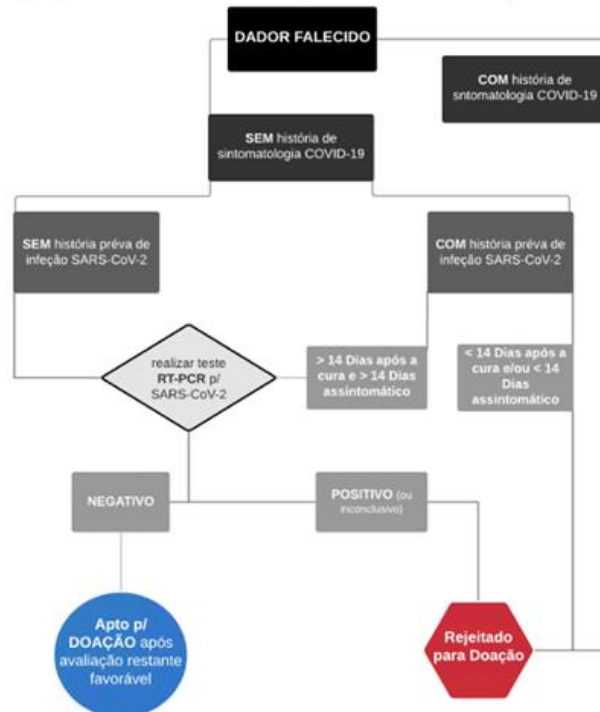 DADOR FALECIDO
COM história de
sntomatologia COVID-19
SEM história de
sintomatologia COVID-19
SEM história préva de
infeção SARS-CoV-2
COM história préva de
infeção SARS-CoV-2
realizar teste
RT-PCR p/
SARS-CoV-2
> 14 Dias após a
cura e > 14 Dias
assintomático
< 14 Dias após a
cura e/ou < 14
Dias
assintomático
NEGATIVO
POSITIVO (ou
inconclusivo)
Apto p/
DOAÇÃO após
avaliação restante
favorável
Rejeitado
para Doação